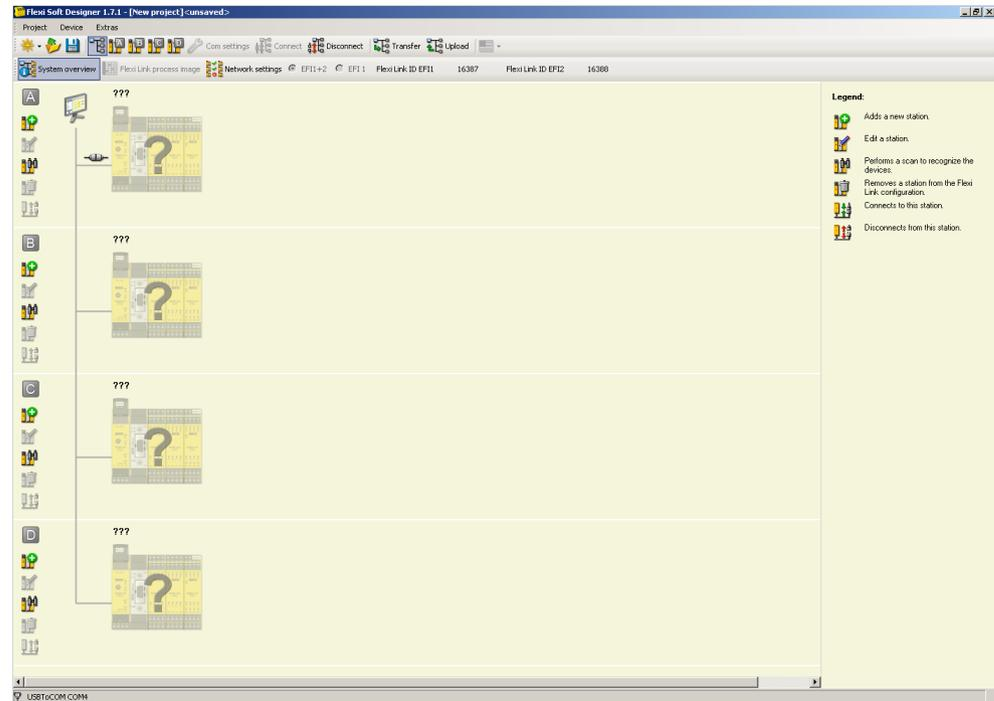 Flexi Soft Designer 1.7.1 - [New project]<unsaved>
Project Device Extras
A B C D Com settings Connect Disconnect Transfer Upload
System overview Flexi Link process image Network settings EFI1+2 EFI 1 Flexi Link ID EFI1 16387 Flexi Link ID EFI2 16388
A
???
?
B
???
?
C
???
?
D
???
?
Legend:
Adds a new station.
Edit a station.
Performs a scan to recognize the
devices.
Removes a station from the Flexi
Link configuration.
Connects to this station.
Disconnects from this station.
USBToCOM COM4